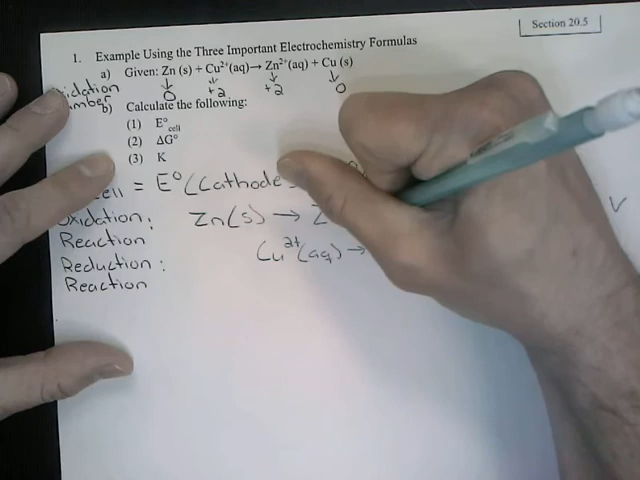 Section 20.5
1. Example Using the Three Important Electrochemistry Formulas
a) Given: Zn (s) + Cu²⁺(aq)→ Zn²⁺(aq) + Cu (s)
0 +2 +2 0
b) Calculate the following:
(1) E°cell
(2) ΔG°
(3) K
cell = E°(Cathode
Oxidation: Zn(s) →
Reaction
Cu²⁺(aq) →
Reduction:
Reaction